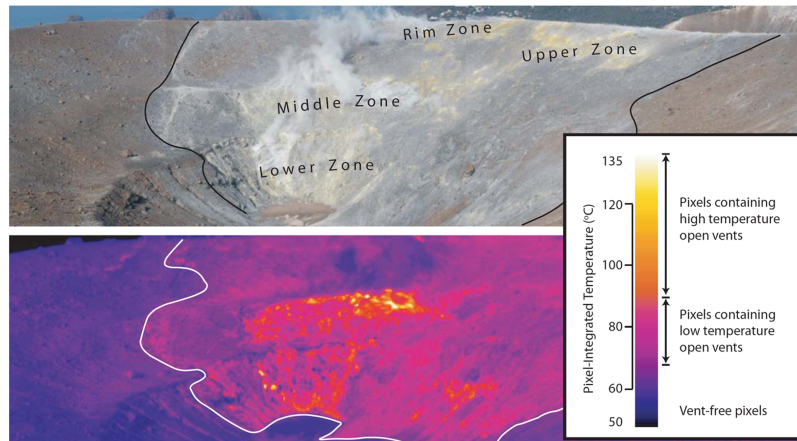 Rim Zone
Upper Zone
Middle Zone
Lower Zone
Pixel-Integrated Temperature (ºC)
135
120
100
80
60
50
Pixels containing
high temperature
open vents
Pixels containing
low temperature
open vents
Vent-free pixels